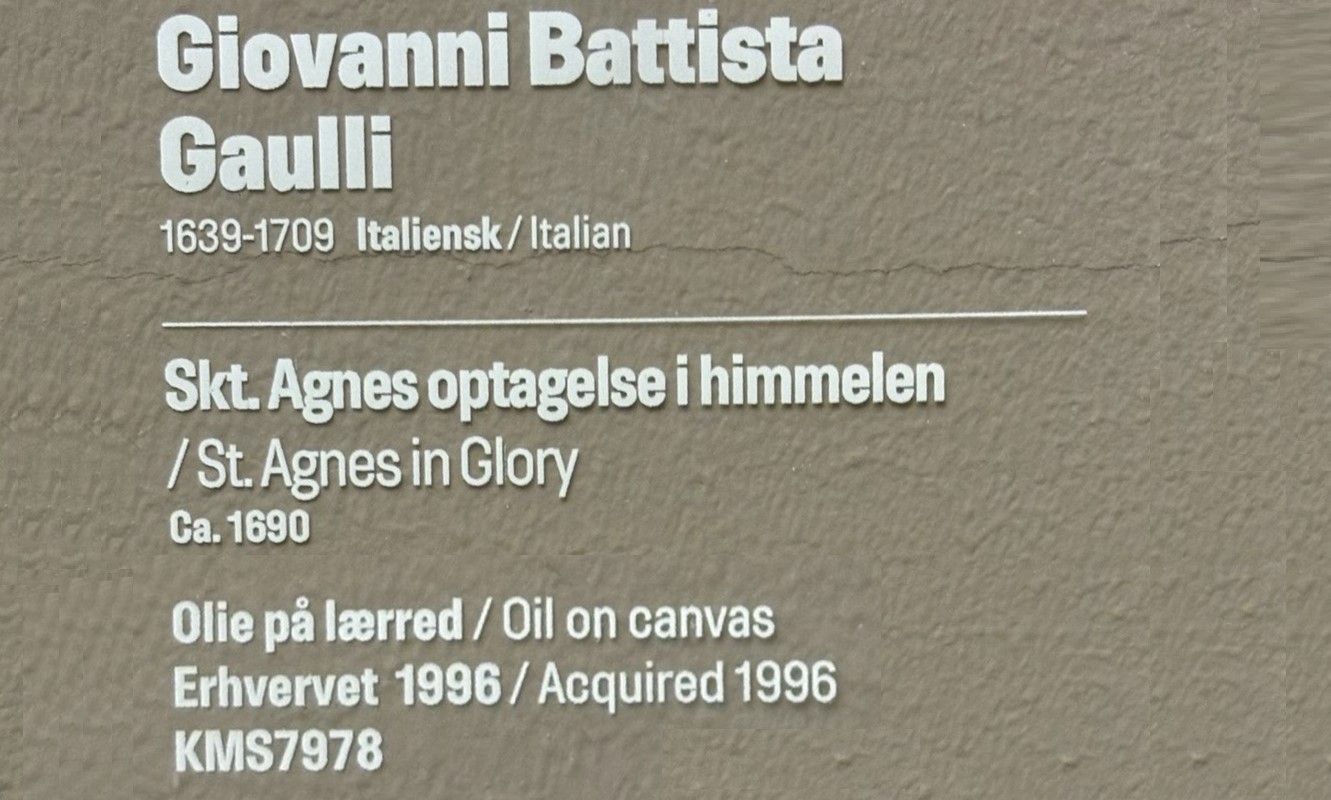 Giovanni Battista
Gaulli
1639-1709 Italiensk / Italian
Skt. Agnes optagelse i himmelen
/ St. Agnes in Glory
Ca. 1690
Olie på lærred / Oil on canvas
Erhvervet 1996 / Acquired 1996
KMS7978